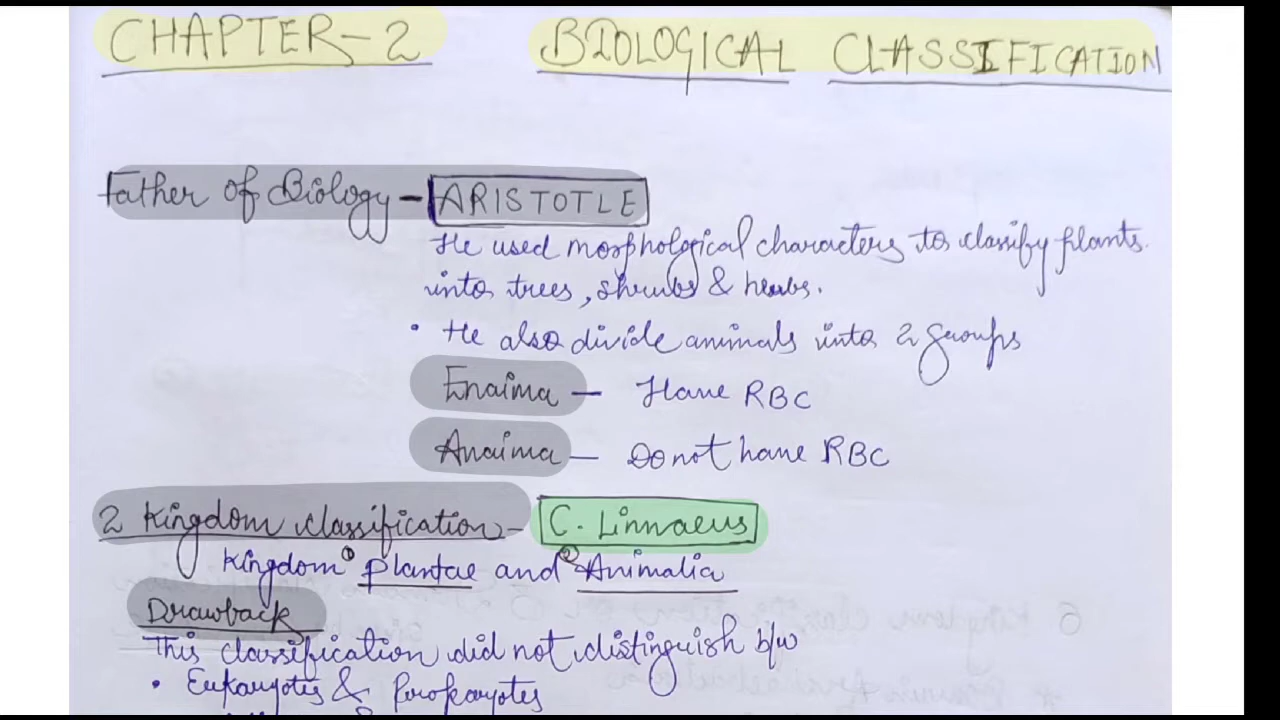 CHAPTER-2 BIOLOGICAL CLASSIFICATION
Father of Biology - ARISTOTLE
He used morphological characters to classify plants
into trees, shrubs & herbs.
• He also divide animals into 2 groups
Enaima - Have RBC
Anaima - Do not have RBC
2 Kingdom classification - C. Linnaeus
Kingdom ① Plantae and ② Animalia
Drawback
This classification did not distinguish b/w
• Eukaryotes & Prokaryotes